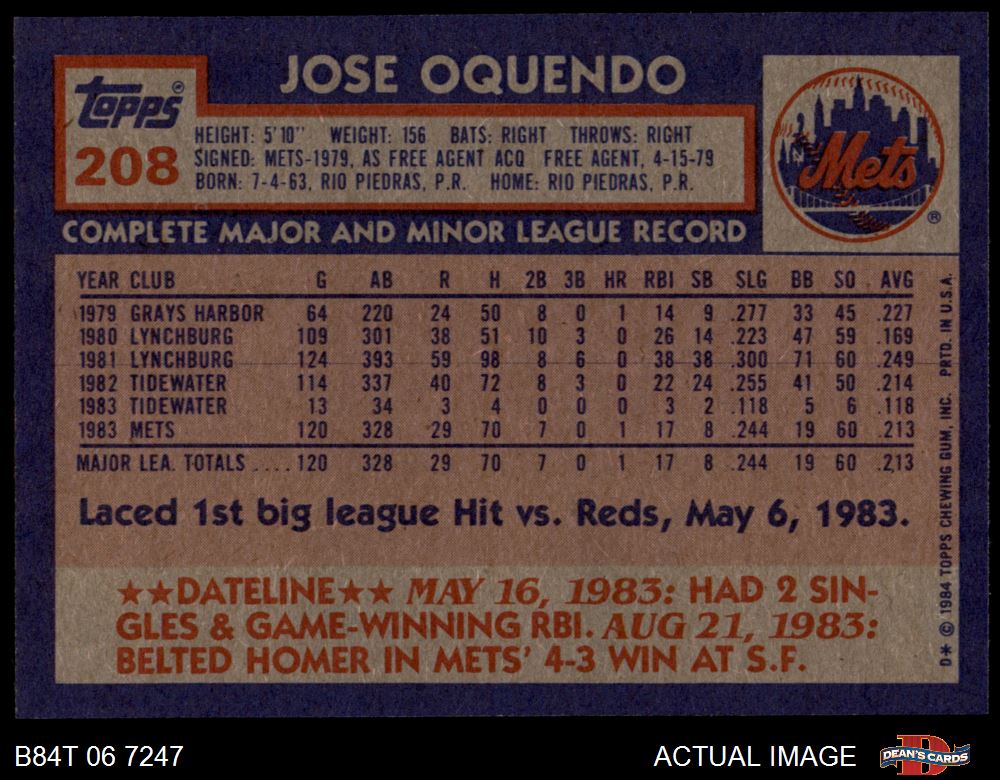 JOSE OQUENDO
Topps®
208
HEIGHT: 5'10" WEIGHT: 156 BATS: RIGHT THROWS: RIGHT
SIGNED: METS-1979, AS FREE AGENT ACQ FREE AGENT, 4-15-79
BORN: 7-4-63, RIO PIEDRAS, P.R. HOME: RIO PIEDRAS, P.R.
Mets
®
COMPLETE MAJOR AND MINOR LEAGUE RECORD
YEAR CLUB G AB R H 2B 3B HR RBI SB SLG BB SO AVG
1979 GRAYS HARBOR 64 220 24 50 8 0 1 14 9 .277 33 45 .227
1980 LYNCHBURG 109 301 38 51 10 3 0 26 14 .223 47 59 .169
1981 LYNCHBURG 124 393 59 98 8 6 0 38 38 .300 71 60 .249
1982 TIDEWATER 114 337 40 72 8 3 0 22 24 .255 41 50 .214
1983 TIDEWATER 13 34 3 4 0 0 0 3 2 .118 5 6 .118
1983 METS 120 328 29 70 7 0 1 17 8 .244 19 60 .213
MAJOR LEA. TOTALS ....120 328 29 70 7 0 1 17 8 .244 19 60 .213
Laced 1st big league Hit vs. Reds, May 6, 1983.
★★DATELINE★★ MAY 16, 1983: HAD 2 SIN-
GLES & GAME-WINNING RBI. AUG 21, 1983:
BELTED HOMER IN METS' 4-3 WIN AT S.F.
D* © 1984 TOPPS CHEWING GUM, INC. PRTD. IN U.S.A.
B84T 06 7247
ACTUAL IMAGE
D
DEAN'S CARDS